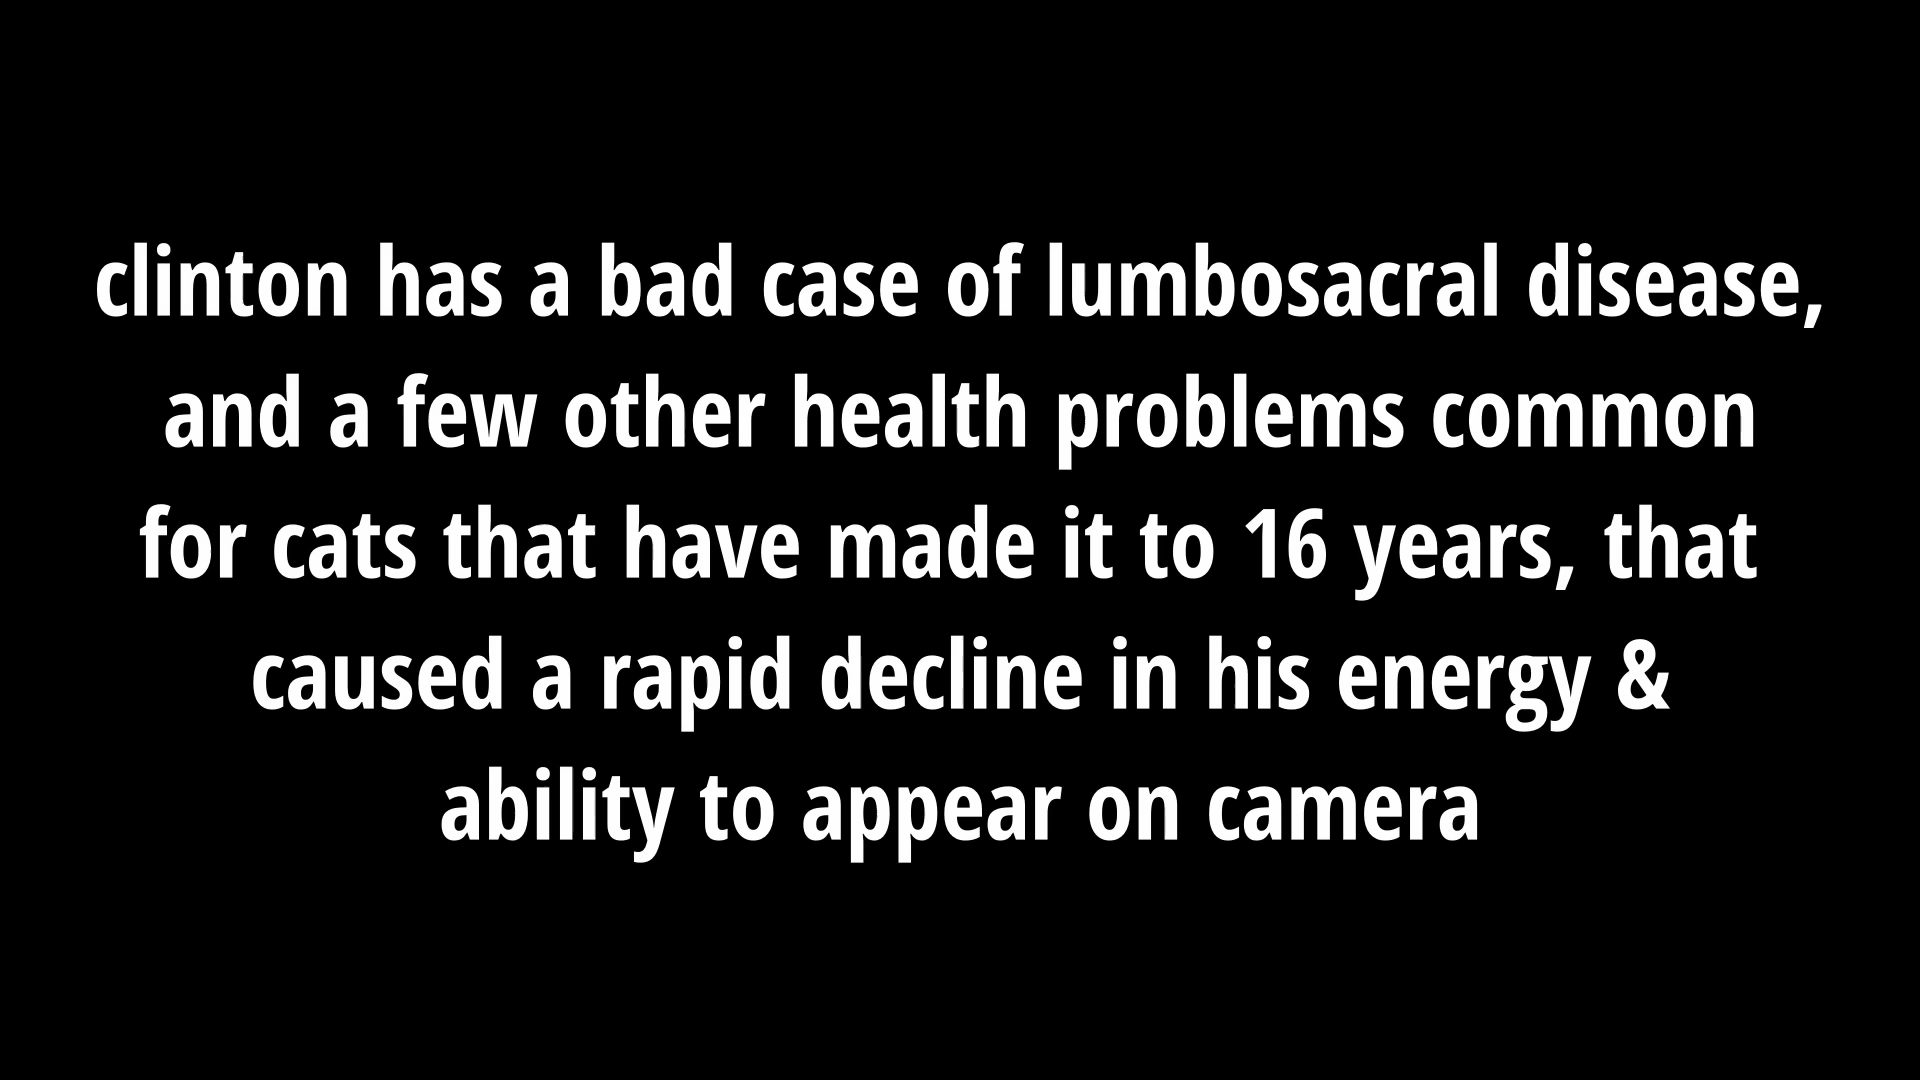 clinton has a bad case of lumbosacral disease,
and a few other health problems common
for cats that have made it to 16 years, that
caused a rapid decline in his energy &
ability to appear on camera